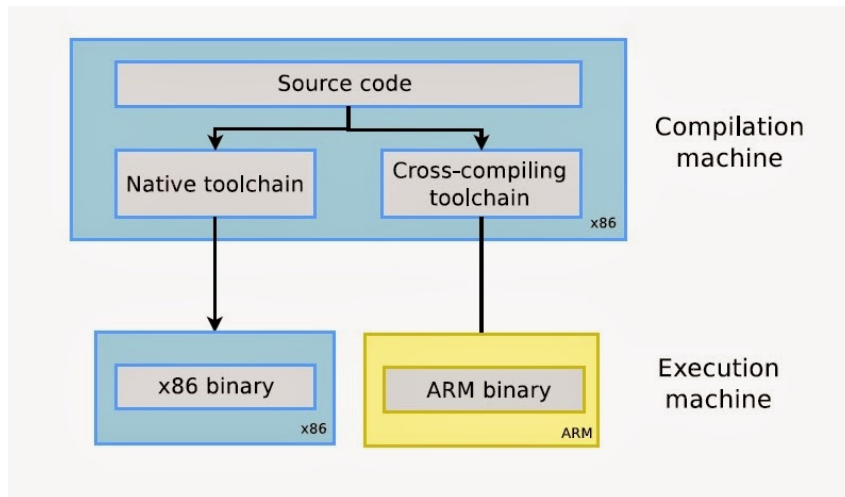 Source code
Compilation
machine
Native toolchain
Cross-compiling
toolchain
x86
x86 binary
x86
ARM binary
ARM
Execution
machine